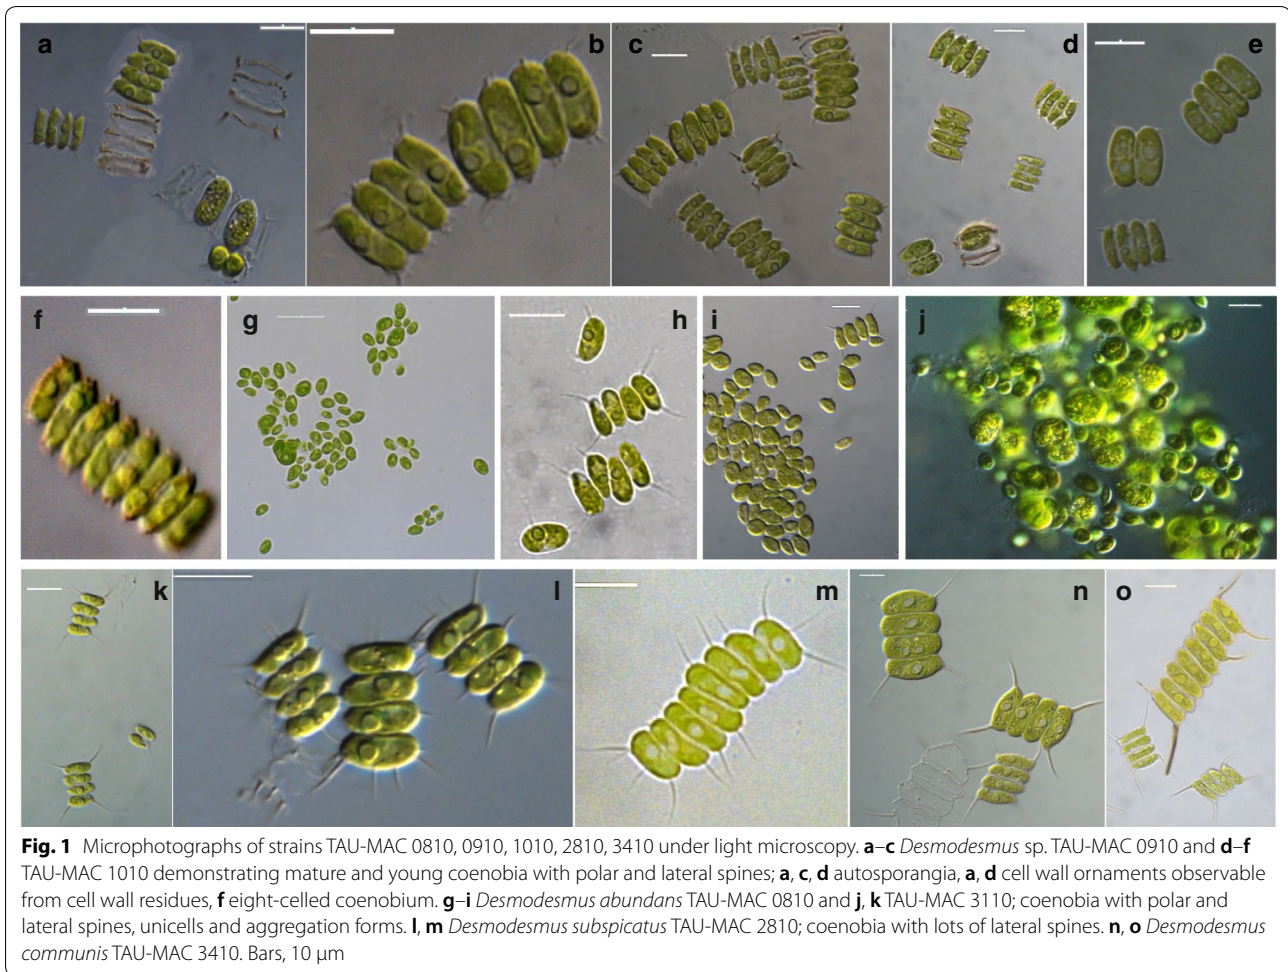 a b c d e
f g h i j
k l m n o
Fig. 1 Microphotographs of strains TAU-MAC 0810, 0910, 1010, 2810, 3410 under light microscopy. a–c Desmodesmus sp. TAU-MAC 0910 and d–f
TAU-MAC 1010 demonstrating mature and young coenobia with polar and lateral spines; a, c, d autosporangia, a, d cell wall ornaments observable
from cell wall residues, f eight-celled coenobium. g–i Desmodesmus abundans TAU-MAC 0810 and j, k TAU-MAC 3110; coenobia with polar and
lateral spines, unicells and aggregation forms. l, m Desmodesmus subspicatus TAU-MAC 2810; coenobia with lots of lateral spines. n, o Desmodesmus
communis TAU-MAC 3410. Bars, 10 μm